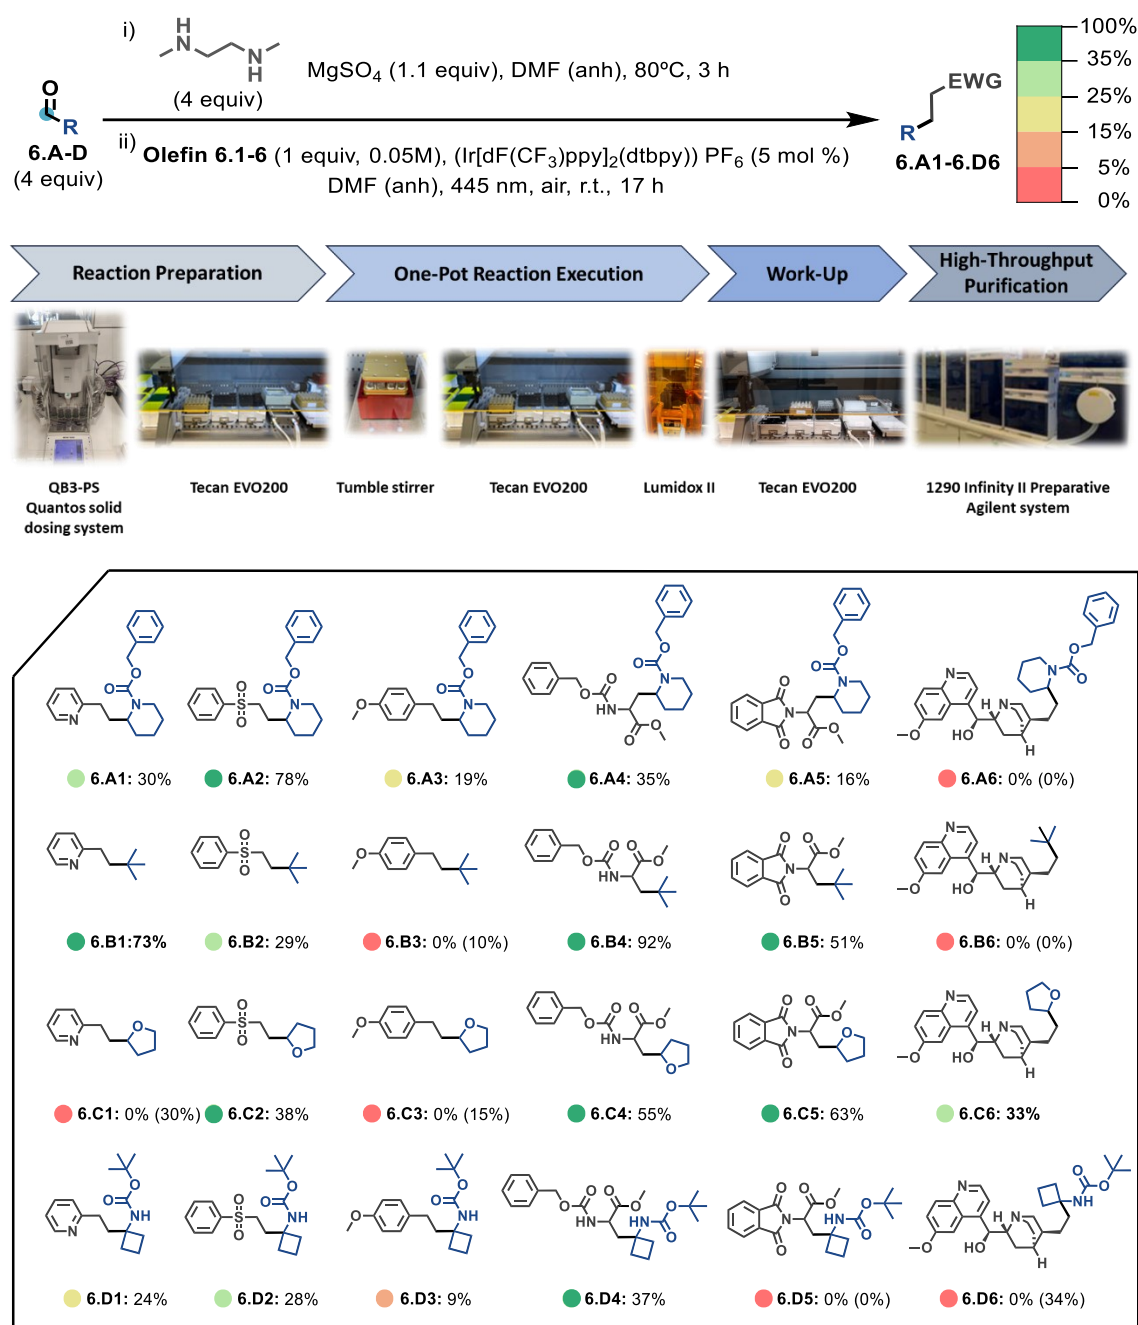 i)
H
N
N
H
(4 equiv)
MgSO4 (1.1 equiv), DMF (anh), 80ºC, 3 h
O
R
6.A-D
(4 equiv)
ii)
Olefin 6.1-6 (1 equiv, 0.05M), (Ir[dF(CF3)ppy]2(dtbpy)) PF6 (5 mol %)
DMF (anh), 445 nm, air, r.t., 17 h
EWG
R
6.A1-6.D6
100%
35%
25%
15%
5%
0%
Reaction Preparation
One-Pot Reaction Execution
Work-Up
High-Throughput
Purification
QB3-PS
Quantos solid
dosing system
Tecan EVO200
Tumble stirrer
Tecan EVO200
Lumidox II
Tecan EVO200
1290 Infinity II Preparative
Agilent system
6.A1: 30%
6.A2: 78%
6.A3: 19%
6.A4: 35%
6.A5: 16%
6.A6: 0% (0%)
6.B1:73%
6.B2: 29%
6.B3: 0% (10%)
6.B4: 92%
6.B5: 51%
6.B6: 0% (0%)
6.C1: 0% (30%)
6.C2: 38%
6.C3: 0% (15%)
6.C4: 55%
6.C5: 63%
6.C6: 33%
6.D1: 24%
6.D2: 28%
6.D3: 9%
6.D4: 37%
6.D5: 0% (0%)
6.D6: 0% (34%)